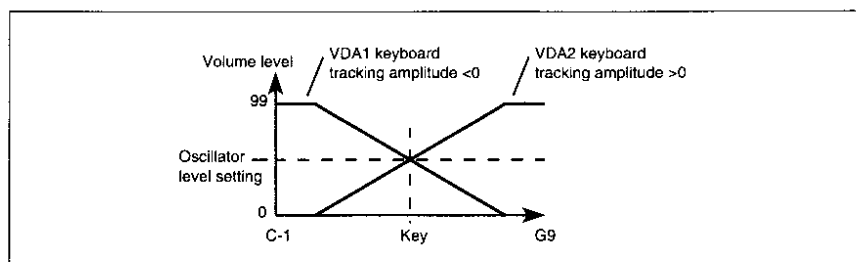 VDA1 keyboard
tracking amplitude <0
VDA2 keyboard
tracking amplitude >0
Volume level
99
Oscillator
level setting
0
C-1
Key
G9